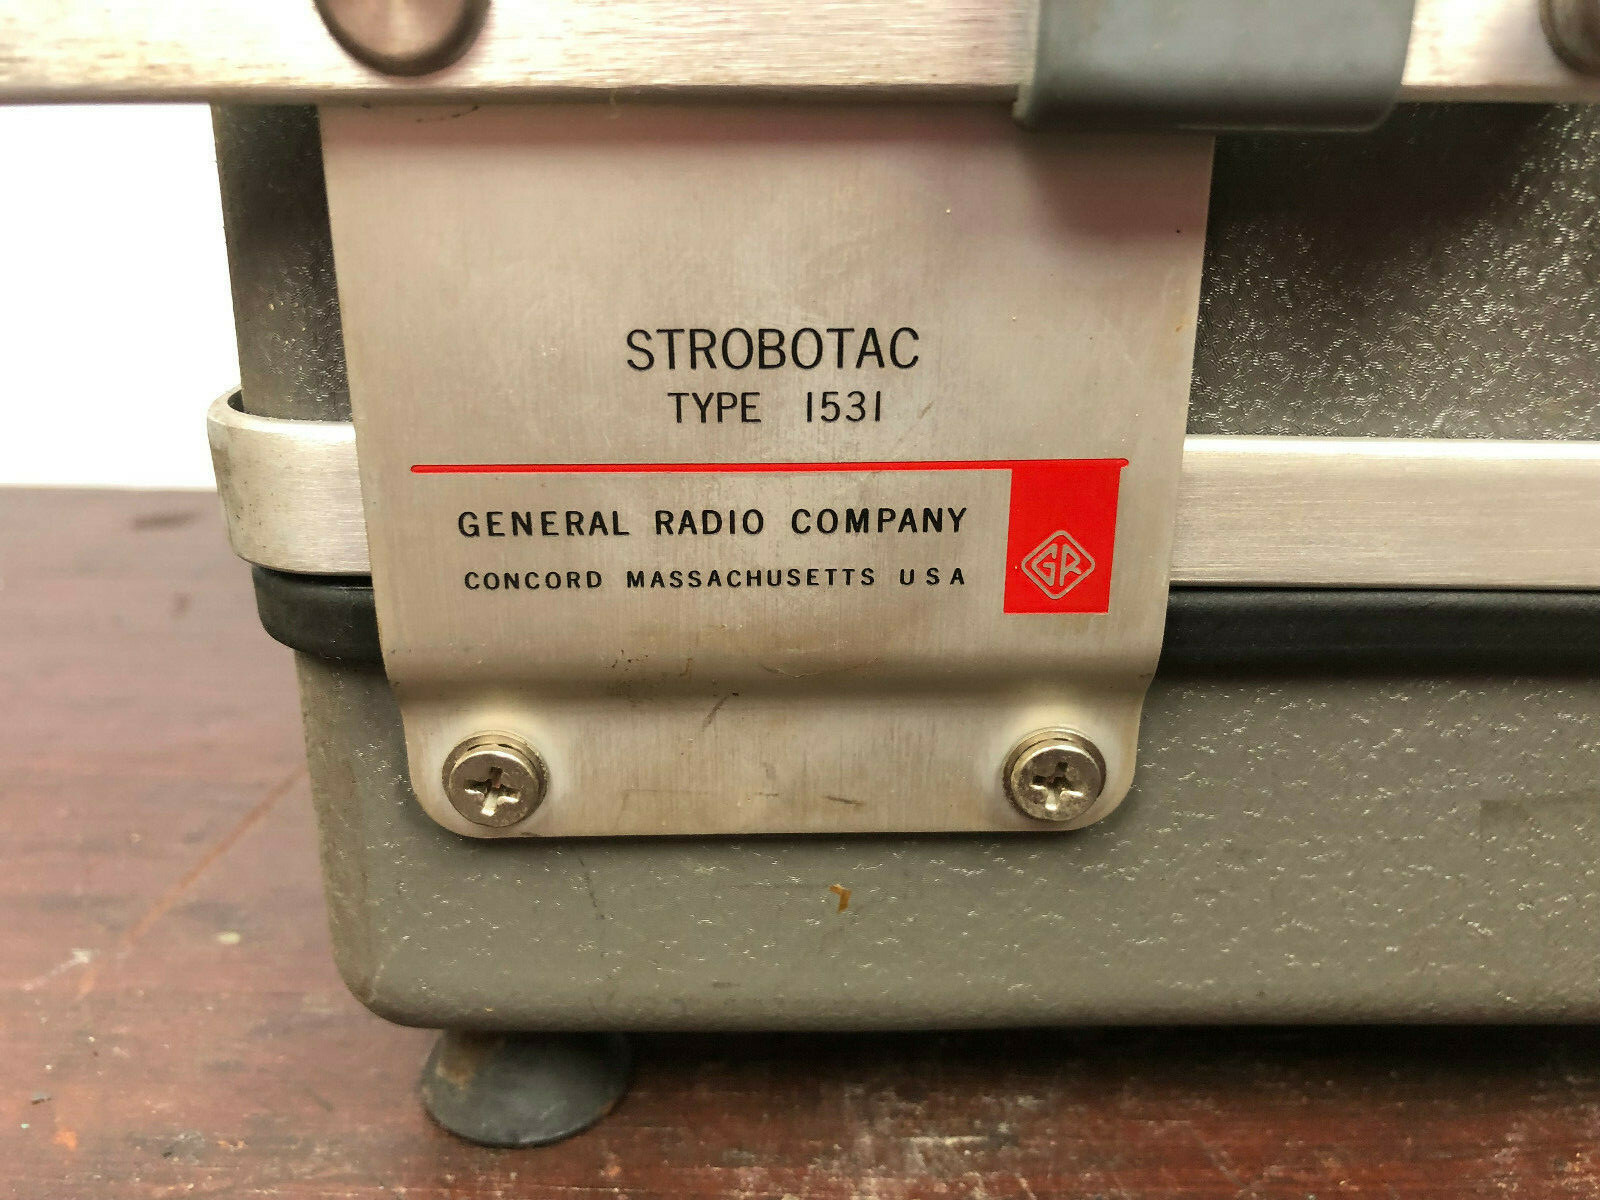 STROBOTAC
TYPE 1531
GENERAL RADIO COMPANY
CONCORD MASSACHUSETTS USA
GR